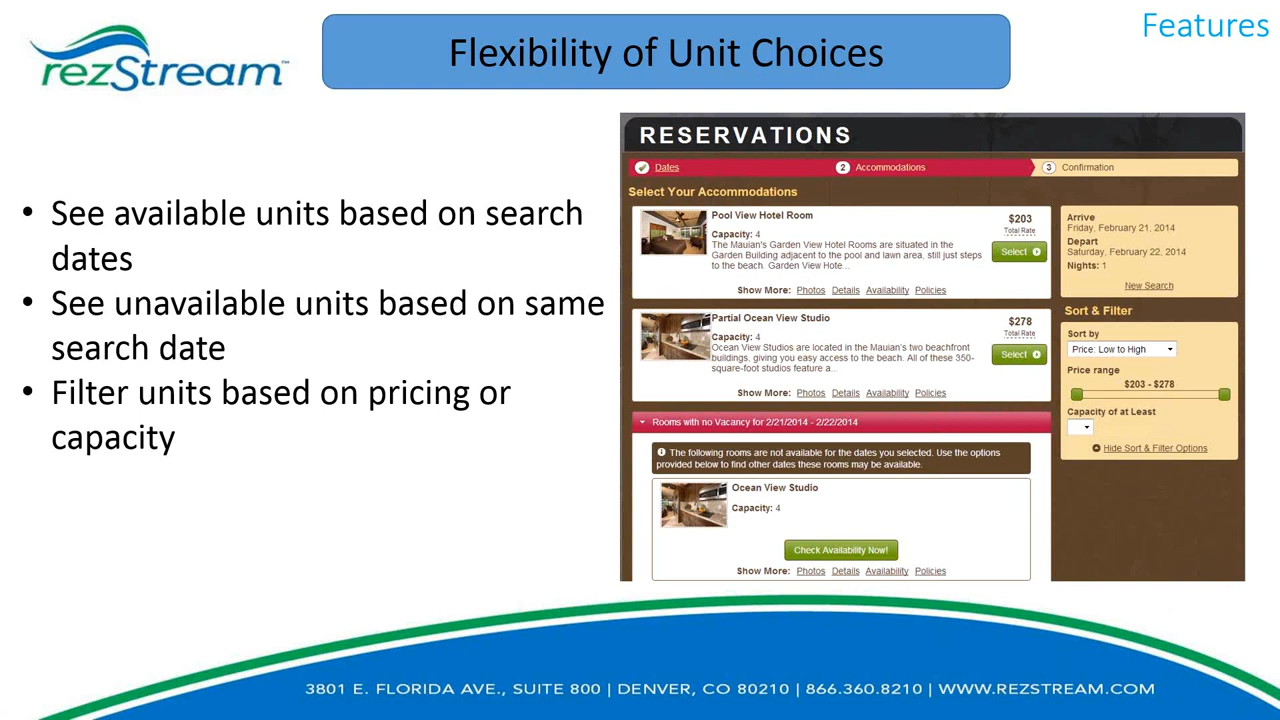 rezStream™
Flexibility of Unit Choices
Features
• See available units based on search
dates
• See unavailable units based on same
search date
• Filter units based on pricing or
capacity
RESERVATIONS
Dates
2 Accommodations
3 Confirmation
Select Your Accommodations
Pool View Hotel Room
Capacity: 4
The Mauian's Garden View Hotel Rooms are situated in the
Garden Building adjacent to the pool and lawn area, still just steps
to the beach. Garden View Hote...
$203
Total Rate
Select
Show More: Photos Details Availability Policies
Partial Ocean View Studio
Capacity: 4
Ocean View Studios are located in the Mauian's two beachfront
buildings, giving you easy access to the beach. All of these 350-
square-foot studios feature a...
$278
Total Rate
Select
Show More: Photos Details Availability Policies
Rooms with no Vacancy for 2/21/2014 - 2/22/2014
The following rooms are not available for the dates you selected. Use the options
provided below to find other dates these rooms may be available.
Ocean View Studio
Capacity: 4
Check Availability Now!
Show More: Photos Details Availability Policies
Arrive
Friday, February 21, 2014
Depart
Saturday, February 22, 2014
Nights: 1
New Search
Sort & Filter
Sort by
Price: Low to High
Price range
$203 - $278
Capacity of at Least
Hide Sort & Filter Options
3801 E. FLORIDA AVE., SUITE 800 | DENVER, CO 80210 | 866.360.8210 | WWW.REZSTREAM.COM